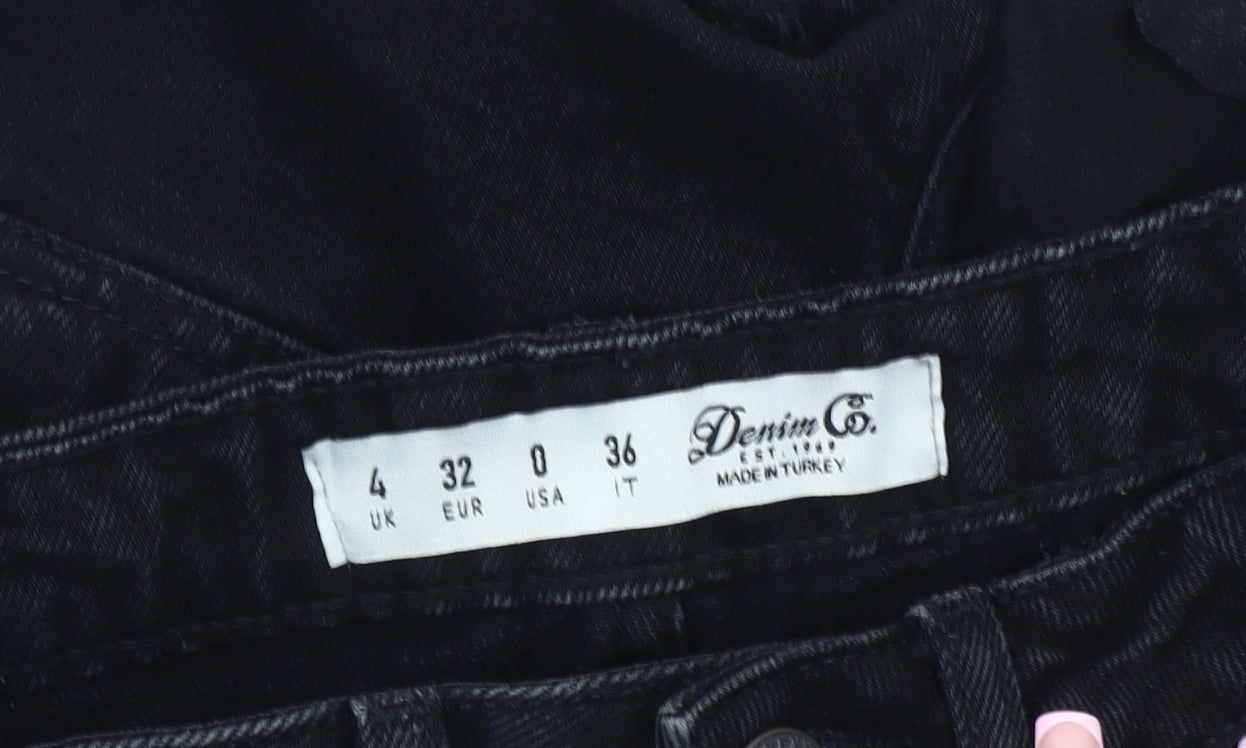 4 32 0 36
UK EUR USA IT
Denim Co.
EST. 1969
MADE IN TURKEY